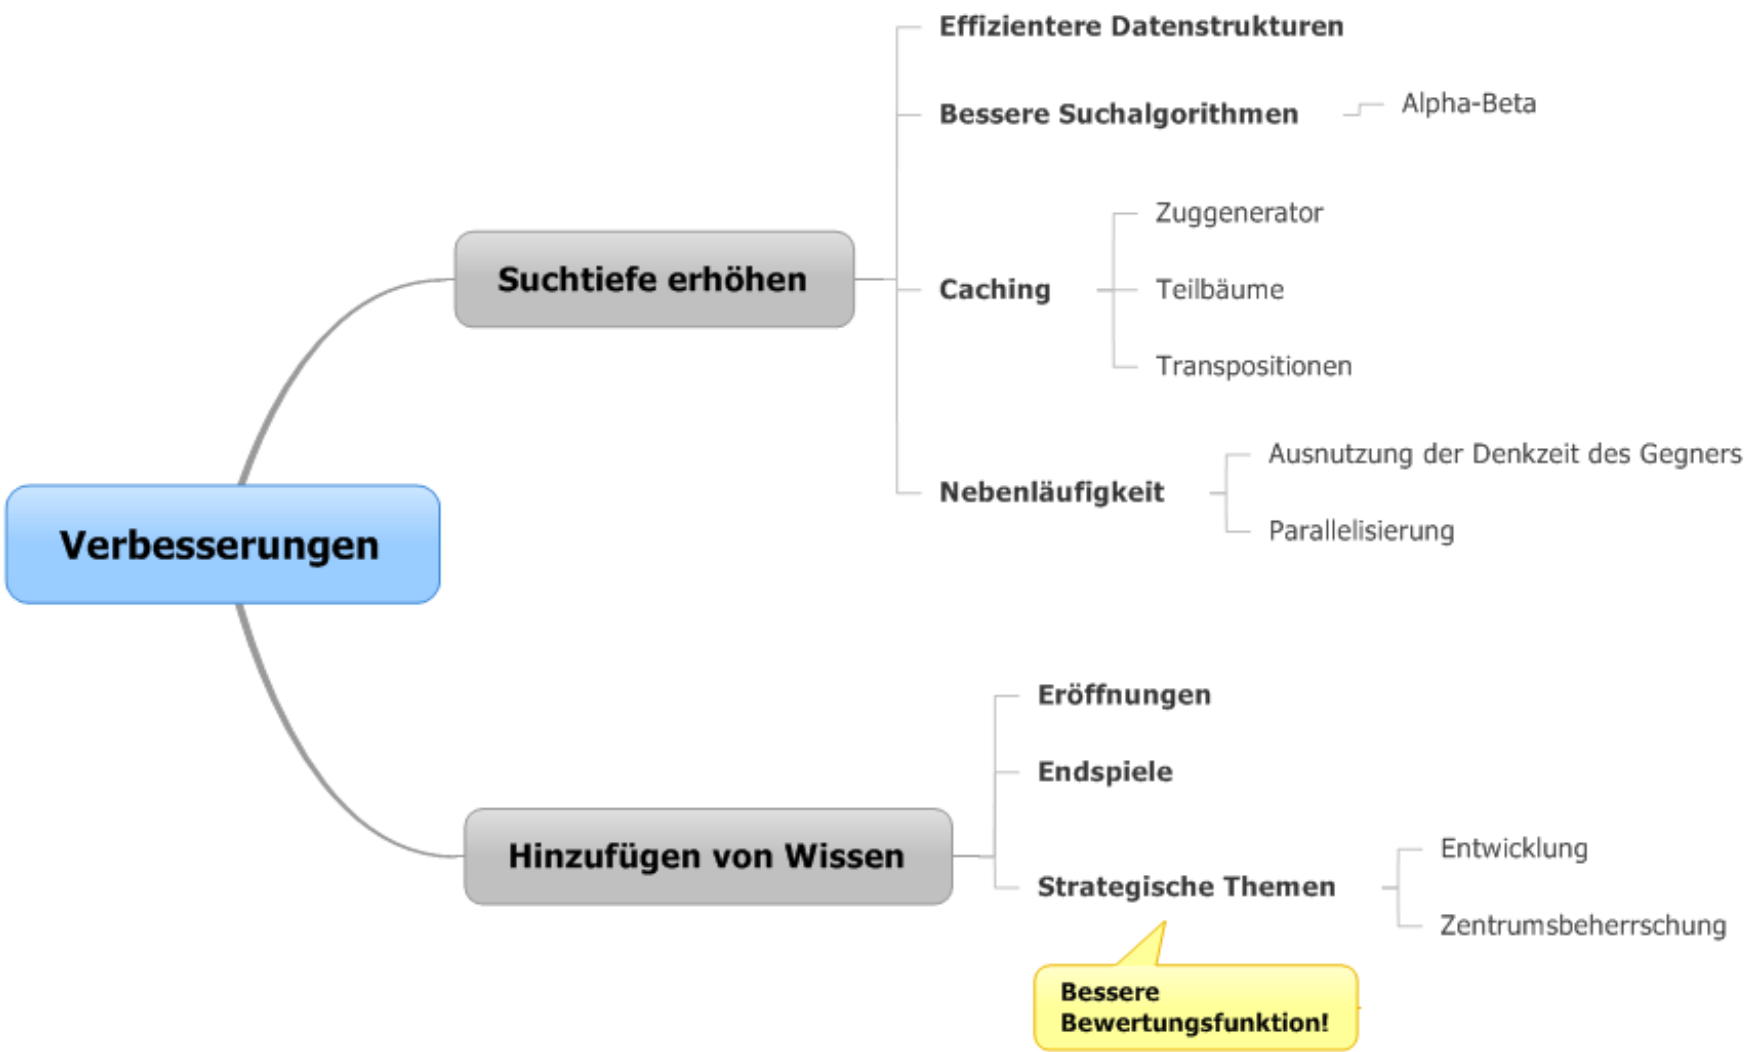 Verbesserungen
Suchtiefe erhöhen
Effizientere Datenstrukturen
Bessere Suchalgorithmen
Alpha-Beta
Caching
Zuggenerator
Teilbäume
Transpositionen
Nebenläufigkeit
Ausnutzung der Denkzeit des Gegners
Parallelisierung
Hinzufügen von Wissen
Eröffnungen
Endspiele
Strategische Themen
Entwicklung
Zentrumsbeherrschung
Bessere
Bewertungsfunktion!